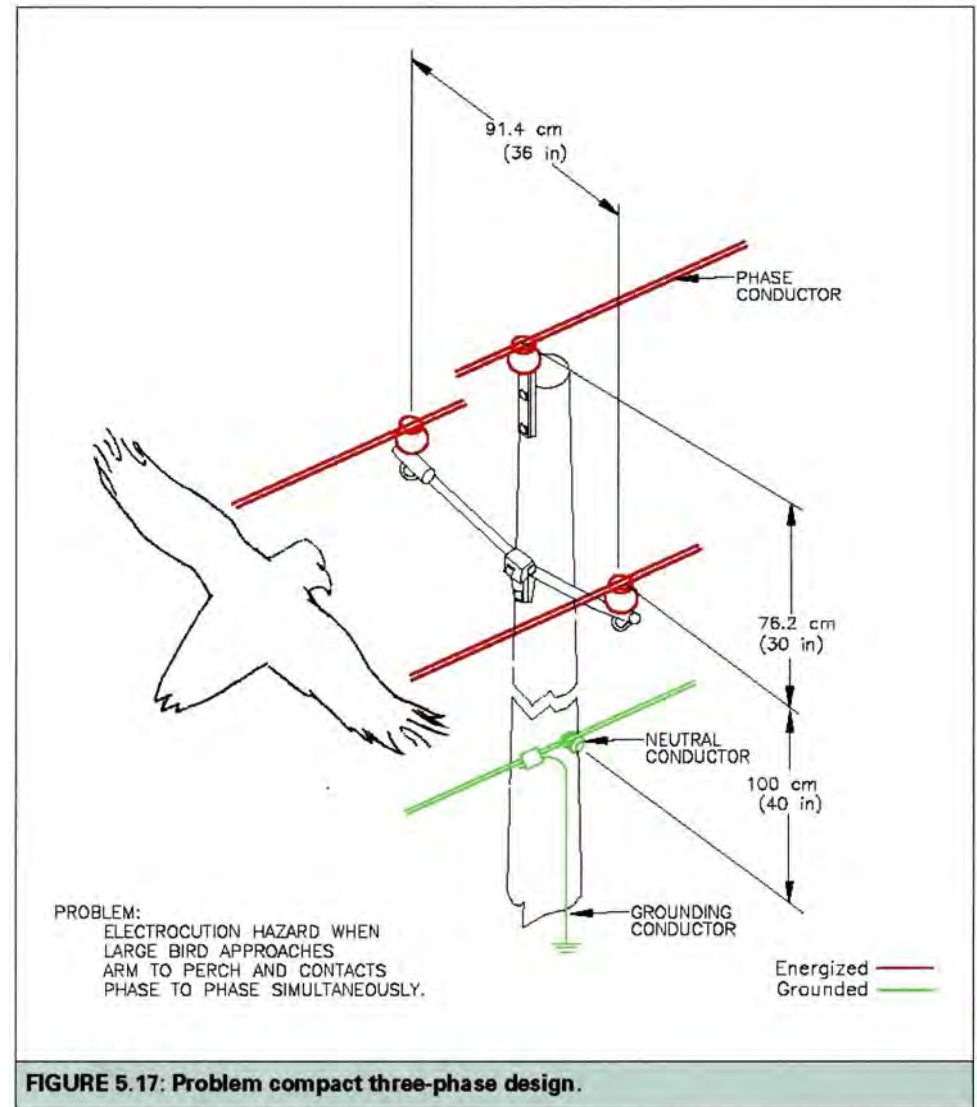 91.4 cm
(36 in)
PHASE
CONDUCTOR
76.2 cm
(30 in)
NEUTRAL
CONDUCTOR
100 cm
(40 in)
GROUNDING
CONDUCTOR
PROBLEM:
ELECTROCUTION HAZARD WHEN
LARGE BIRD APPROACHES
ARM TO PERCH AND CONTACTS
PHASE TO PHASE SIMULTANEOUSLY.
Energized
Grounded
FIGURE 5.17: Problem compact three-phase design.